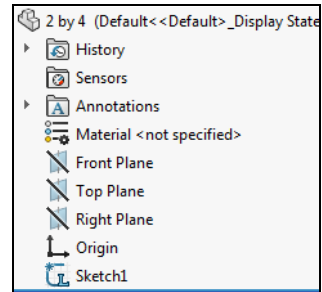 2 by 4 (Default<<Default>_Display State
History
Sensors
Annotations
Material <not specified>
Front Plane
Top Plane
Right Plane
Origin
Sketch1